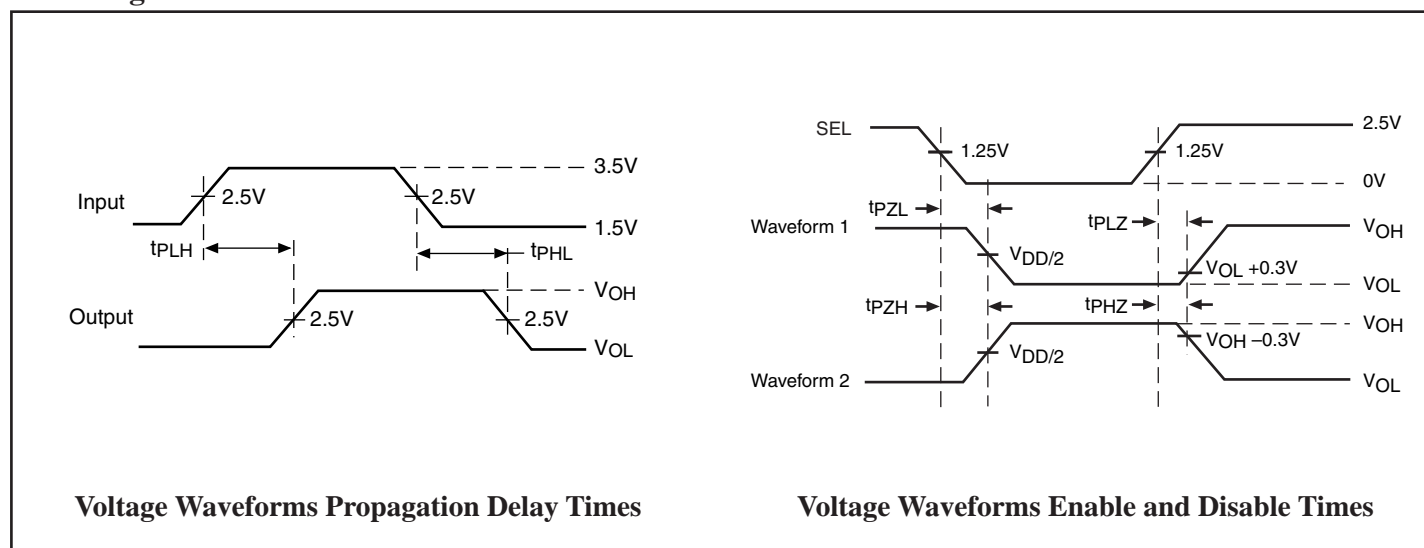 Input
2.5V
2.5V
3.5V
1.5V
tPLH
tPHL
Output
2.5V
2.5V
VOH
VOL
Voltage Waveforms Propagation Delay Times
SEL
1.25V
1.25V
2.5V
0V
tPZL
tPLZ
Waveform 1
VDD/2
VOL +0.3V
VOH
VOL
tPZH
tPHZ
VOH
VDD/2
VOH –0.3V
Waveform 2
VOL
Voltage Waveforms Enable and Disable Times